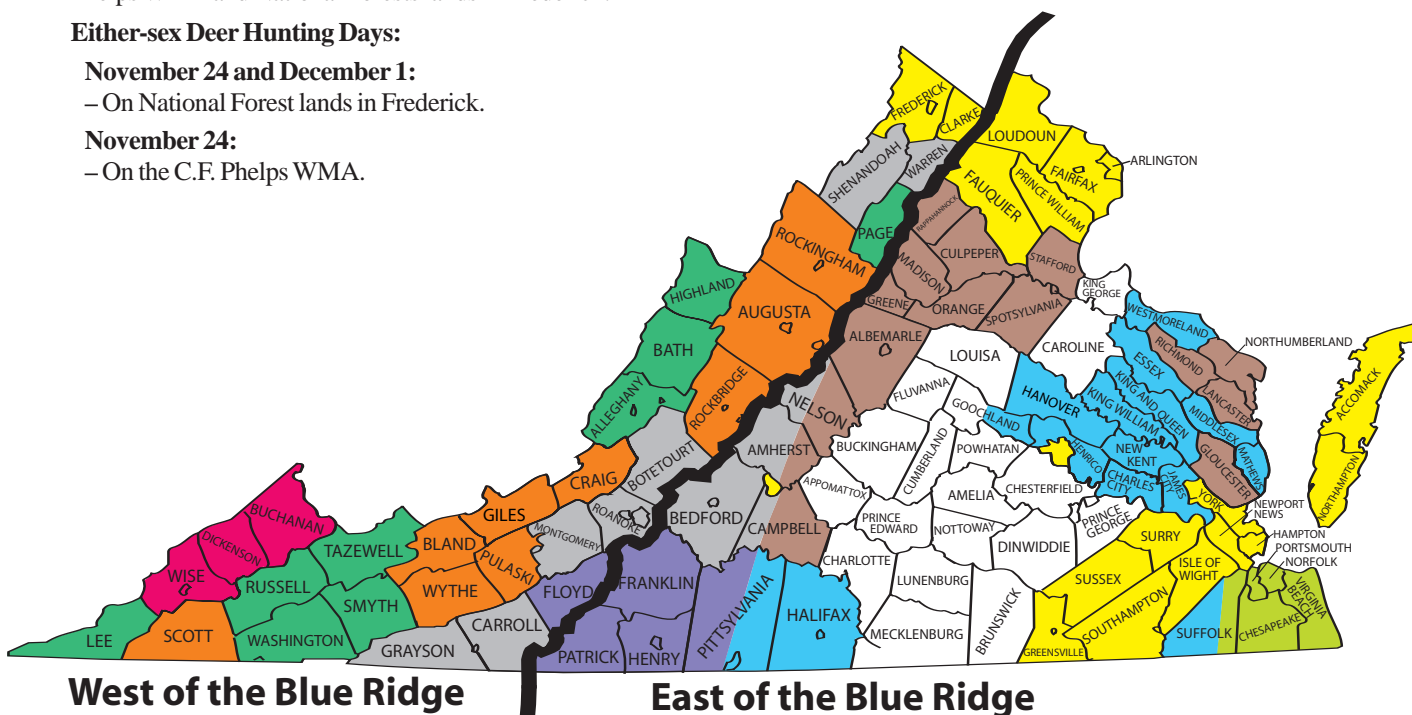 Either-sex Deer Hunting Days:
November 24 and December 1:
– On National Forest lands in Frederick.
November 24:
– On the C.F. Phelps WMA.
FREDERICK
CLARKE
LOUDOUN
SHENANDOAH
WARREN
ARLINGTON
FAIRFAX
FAUQUIER
PRINCE WILLIAM
PAGE
RAPPAHANNOCK
ROCKINGHAM
MADISON
CULPEPER
STAFFORD
HIGHLAND
AUGUSTA
GREENE
ORANGE
SPOTSYLVANIA
KING
GEORGE
WESTMORELAND
BATH
ALBEMARLE
LOUISA
CAROLINE
RICHMOND
NORTHUMBERLAND
ESSEX
ALLEGHANY
ROCKBRIDGE
NELSON
FLUVANNA
GOOCHLAND
HANOVER
KING AND QUEEN
KING WILLIAM
LANCASTER
MIDDLESEX
ACCOMACK
BOTETOURT
AMHERST
BUCKINGHAM
CUMBERLAND
POWHATAN
HENRICO
NEW
KENT
GLOUCESTER
MATHEWS
CRAIG
ROANOKE
BEDFORD
CAMPBELL
APPOMATTOX
AMELIA
CHESTERFIELD
CHARLES
CITY
JAMES
CITY
YORK
NORTHAMPTON
BUCHANAN
GILES
MONTGOMERY
PRINCE
EDWARD
NOTTOWAY
PRINCE
GEORGE
NEWPORT
NEWS
DICKENSON
TAZEWELL
BLAND
PULASKI
DINWIDDIE
SURRY
HAMPTON
PORTSMOUTH
NORFOLK
WISE
RUSSELL
SMYTH
WYTHE
FLOYD
FRANKLIN
PITTSYLVANIA
HALIFAX
CHARLOTTE
LUNENBURG
BRUNSWICK
SUSSEX
ISLE OF
WIGHT
VIRGINIA
BEACH
LEE
SCOTT
WASHINGTON
GRAYSON
CARROLL
PATRICK
HENRY
MECKLENBURG
GREENSVILLE
SOUTHAMPTON
SUFFOLK
CHESAPEAKE
West of the Blue Ridge
East of the Blue Ridge